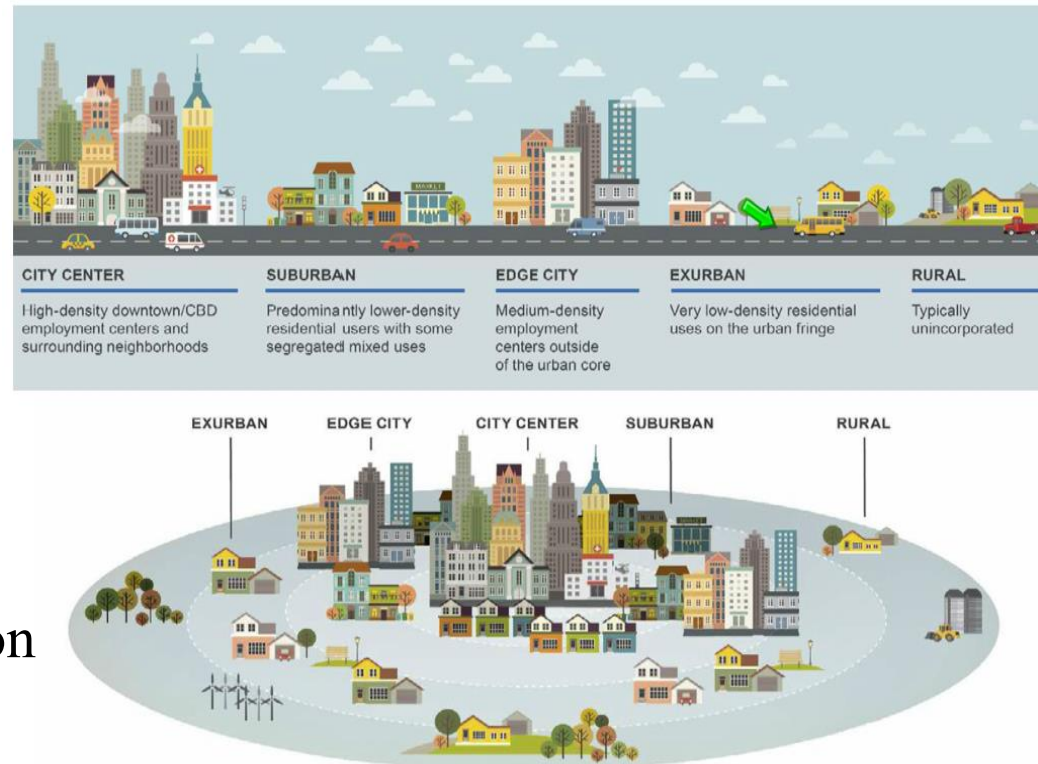 MARKET
CITY CENTER
High-density downtown/CBD
employment centers and
surrounding neighborhoods
SUBURBAN
Predominantly lower-density
residential users with some
segregated mixed uses
EDGE CITY
Medium-density
employment
centers outside
of the urban core
EXURBAN
Very low-density residential
uses on the urban fringe
RURAL
Typically
unincorporated
EXURBAN
EDGE CITY
CITY CENTER
SUBURBAN
RURAL
on